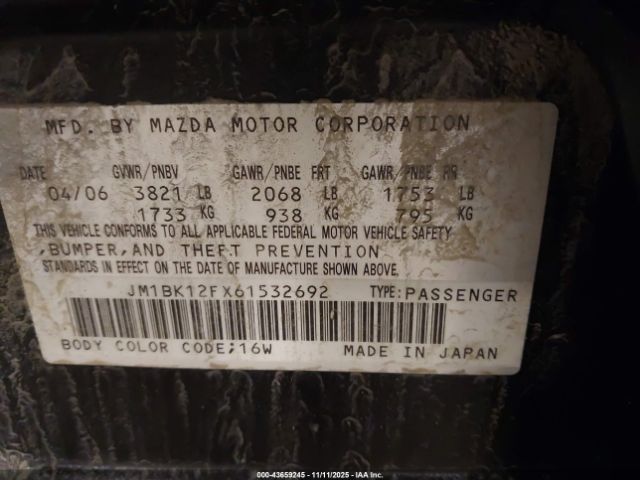 MFD. BY MAZDA MOTOR CORPORATION
DATE GVWR/PNBV GAWR/PNBE FRT GAWR/PNBE RR
04/06 3821 LB 2068 LB 1753 LB
1733 KG 938 KG 795 KG
THIS VEHICLE CONFORMS TO ALL APPLICABLE FEDERAL MOTOR VEHICLE SAFETY
,BUMPER,AND THEFT PREVENTION
STANDARDS IN EFFECT ON THE DATE OF MANUFACTURE SHOWN ABOVE.
JM1BK12FX61532692 TYPE:PASSENGER
BODY COLOR CODE;16W MADE IN JAPAN
000-43659245 - 11/11/2025 - IAA Inc.